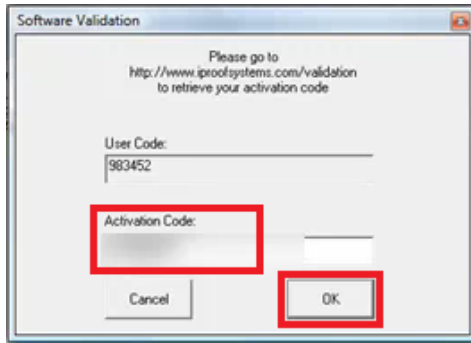 Software Validation
Please go to
http://www.iproofsystems.com/validation
to retrieve your activation code
User Code:
983452
Activation Code:
Cancel
OK